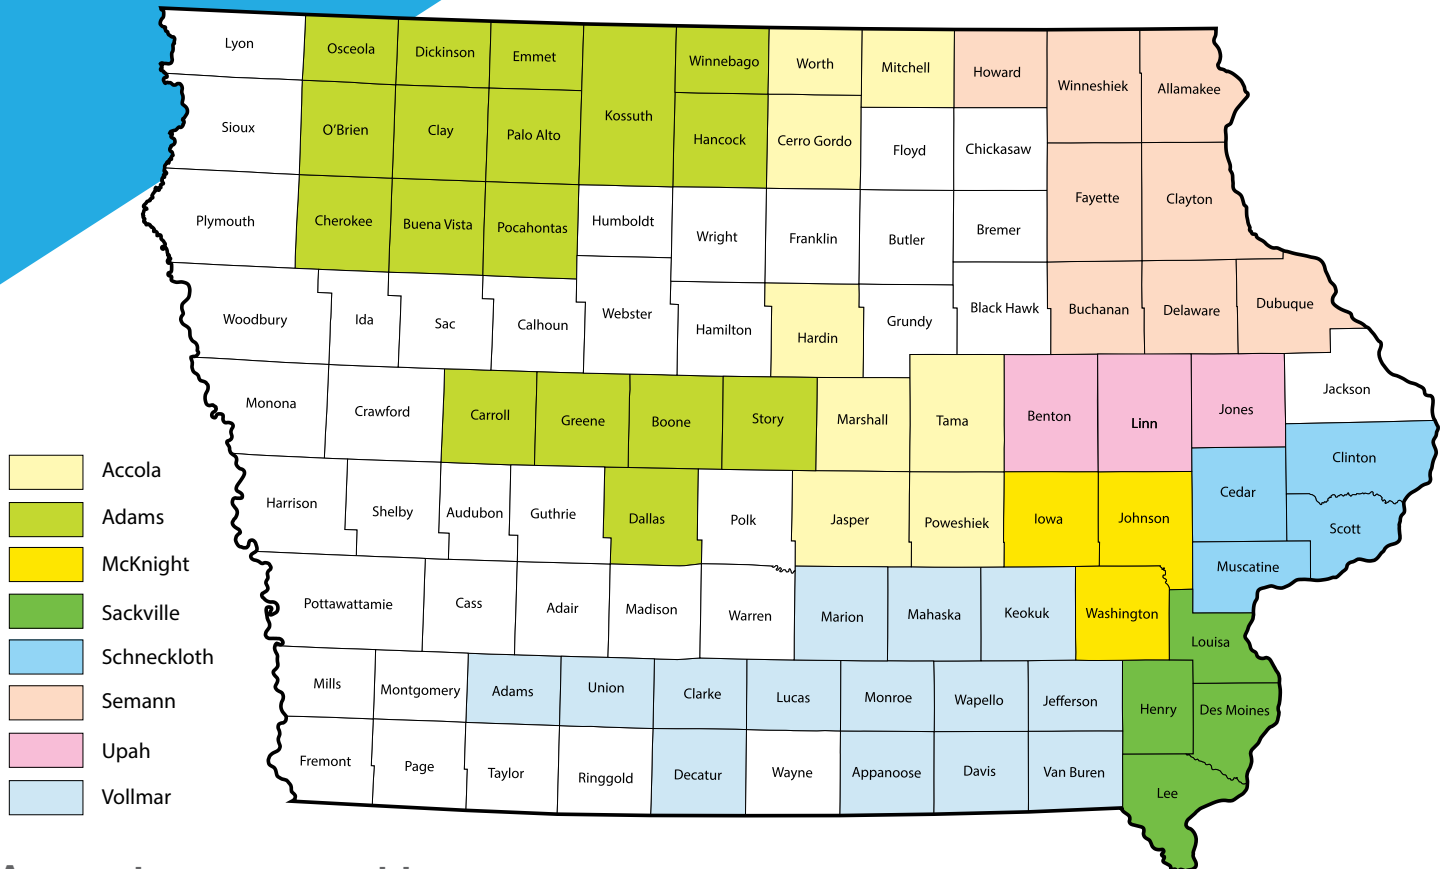 Lyon
Osceola
Dickinson
Emmet
Kossuth
Winnebago
Worth
Mitchell
Howard
Winneshiek
Allamakee
Sioux
O'Brien
Clay
Palo Alto
Hancock
Cerro Gordo
Floyd
Chickasaw
Fayette
Clayton
Plymouth
Cherokee
Buena Vista
Pocahontas
Humboldt
Wright
Franklin
Butler
Bremer
Woodbury
Ida
Sac
Calhoun
Webster
Hamilton
Hardin
Grundy
Black Hawk
Buchanan
Delaware
Dubuque
Monona
Crawford
Carroll
Greene
Boone
Story
Marshall
Tama
Benton
Linn
Jones
Jackson
Harrison
Shelby
Audubon
Guthrie
Dallas
Polk
Jasper
Poweshiek
Iowa
Johnson
Cedar
Clinton
Scott
Muscatine
Pottawattamie
Cass
Adair
Madison
Warren
Marion
Mahaska
Keokuk
Washington
Louisa
Mills
Montgomery
Adams
Union
Clarke
Lucas
Monroe
Wapello
Jefferson
Henry
Des Moines
Fremont
Page
Taylor
Ringgold
Decatur
Wayne
Appanoose
Davis
Van Buren
Lee
Accola
Adams
McKnight
Sackville
Schneckloth
Semann
Upah
Vollmar